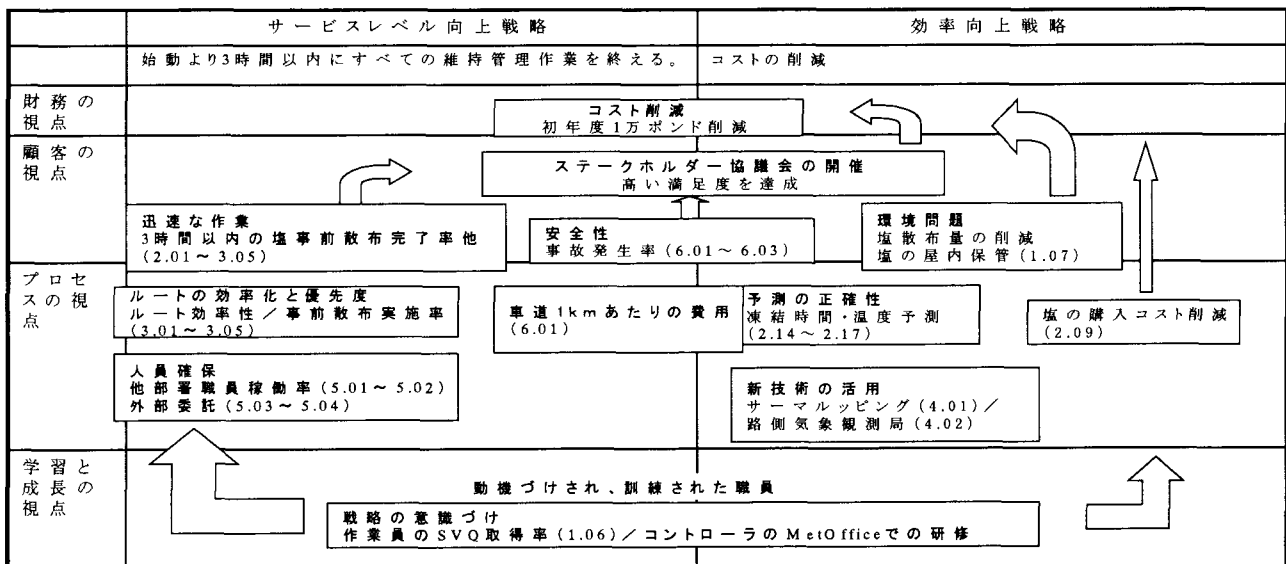 サービスレベル向上戦略
効率向上戦略
始動より3時間以内にすべての維持管理作業を終える。
コストの削減
財務の
視点
コスト削減
初年度1万ポンド削減
顧客の
視点
ステークホルダー協議会の開催
高い満足度を達成
迅速な作業
3時間以内の塩事前散布完了率他
(2.01～3.05)
安全性
事故発生率(6.01～6.03)
環境問題
塩散布量の削減
塩の屋内保管(1.07)
プロセ
スの視
点
ルートの効率化と優先度
ルート効率性/事前散布実施率
(3.01～3.05)
車道1kmあたりの費用
(6.01)
予測の正確性
凍結時間・温度予測
(2.14～2.17)
塩の購入コスト削減
(2.09)
人員確保
他部署職員稼働率(5.01～5.02)
外部委託(5.03～5.04)
新技術の活用
サーマルッピング(4.01)/
路側気象観測局(4.02)
学習と
成長の
視点
動機づけされ、訓練された職員
戦略の意識づけ
作業員のSVQ取得率(1.06)/コントローラのMetOfficeでの研修